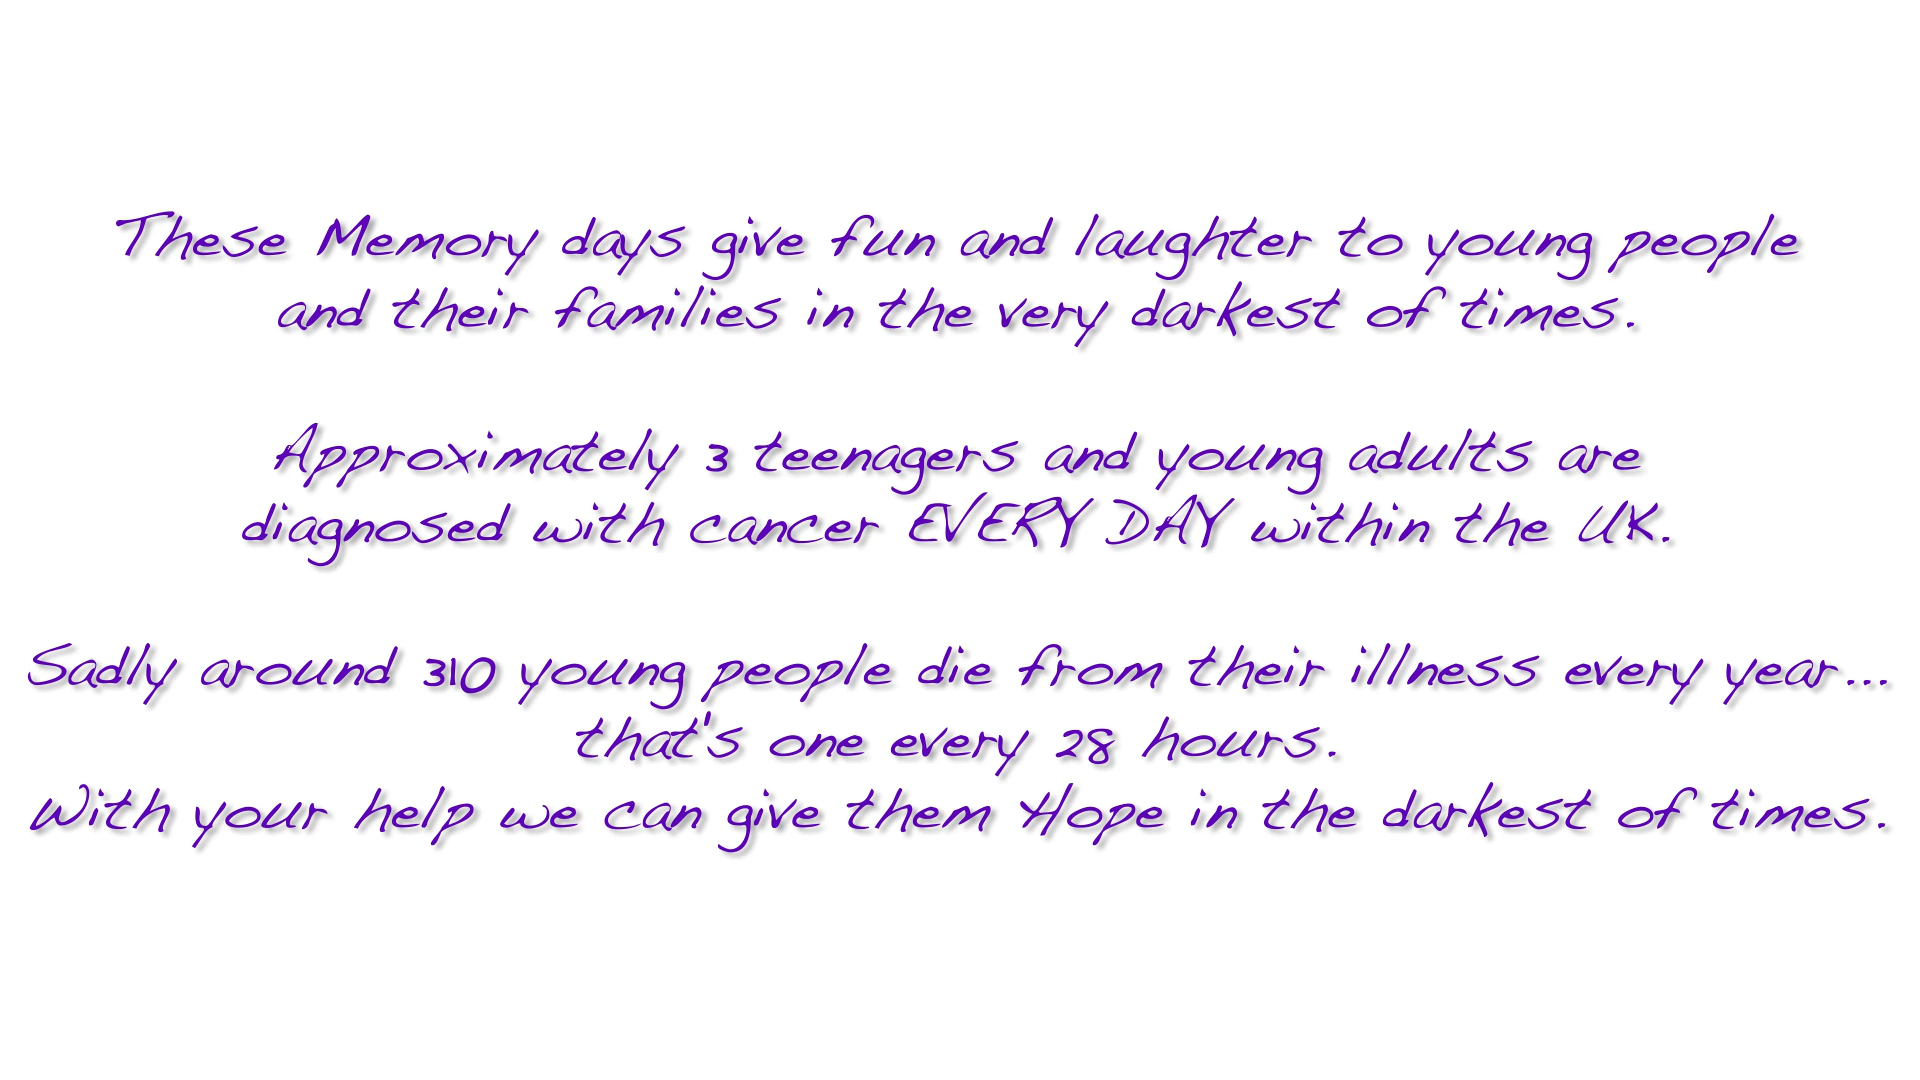 These Memory days give fun and laughter to young people
and their families in the very darkest of times.
Approximately 3 teenagers and young adults are
diagnosed with cancer EVERY DAY within the UK.
Sadly around 310 young people die from their illness every year...
that's one every 28 hours.
With your help we can give them Hope in the darkest of times.